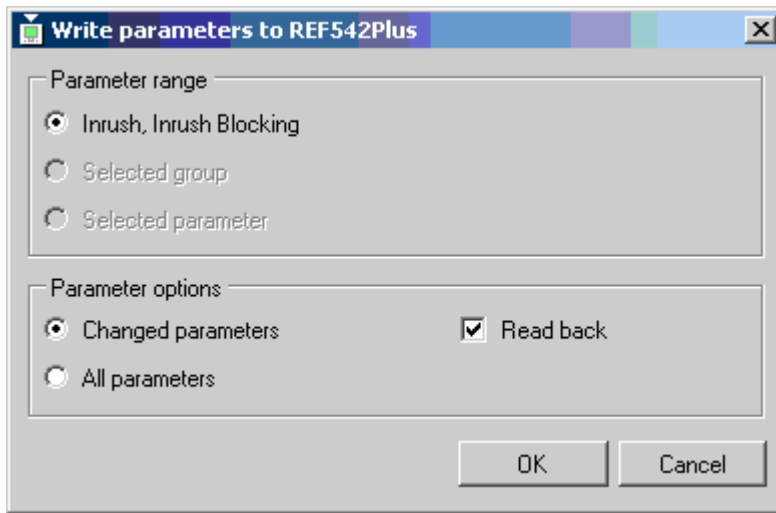 Write parameters to REF542Plus
Parameter range
Inrush, Inrush Blocking
Selected group
Selected parameter
Parameter options
Changed parameters
Read back
All parameters
OK
Cancel